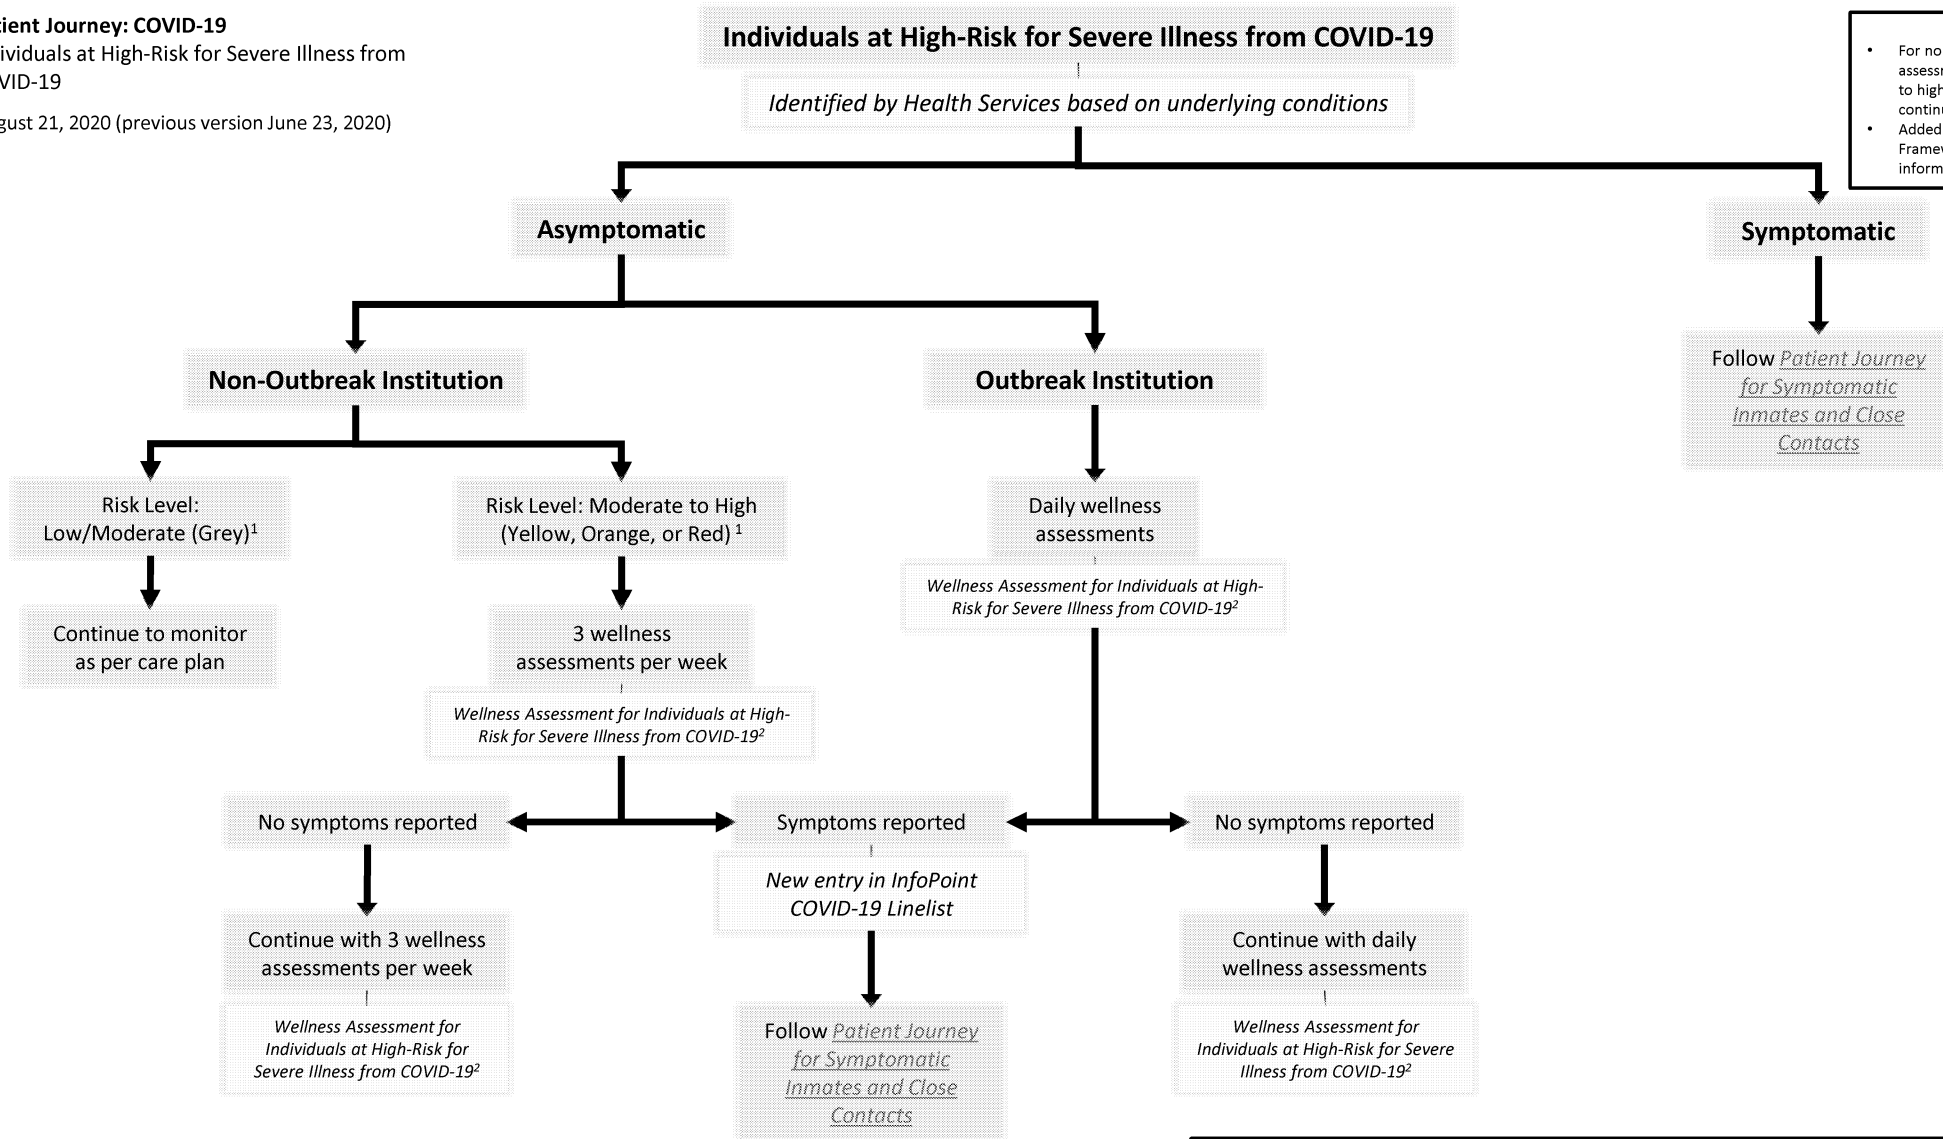 tient Journey: COVID-19
ividuals at High-Risk for Severe Illness from
OVID-19
gust 21, 2020 (previous version June 23, 2020)
Individuals at High-Risk for Severe Illness from COVID-19
Identified by Health Services based on underlying conditions
• For no
assessm
to high
continu
• Added
Framew
inform
Asymptomatic
Symptomatic
Follow Patient Journey
for Symptomatic
Inmates and Close
Contacts
Non-Outbreak Institution
Outbreak Institution
Risk Level:
Low/Moderate (Grey)1
Risk Level: Moderate to High
(Yellow, Orange, or Red) 1
Daily wellness
assessments
Wellness Assessment for Individuals at High-
Risk for Severe Illness from COVID-192
Continue to monitor
as per care plan
3 wellness
assessments per week
Wellness Assessment for Individuals at High-
Risk for Severe Illness from COVID-192
No symptoms reported
Symptoms reported
No symptoms reported
New entry in InfoPoint
COVID-19 Linelist
Continue with 3 wellness
assessments per week
Wellness Assessment for
Individuals at High-Risk for
Severe Illness from COVID-192
Follow Patient Journey
for Symptomatic
Inmates and Close
Contacts
Continue with daily
wellness assessments
Wellness Assessment for
Individuals at High-Risk for Severe
Illness from COVID-192